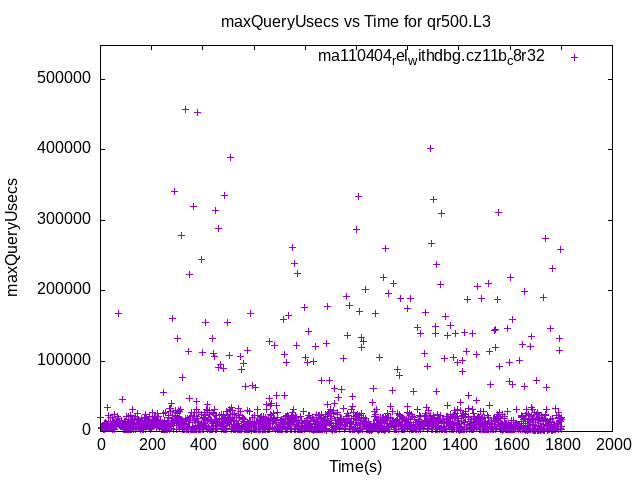 maxQueryUsecs vs Time for qr500.L3
ma110404_rel_withdbg.cz11b_c8r32
500000
400000
300000
200000
100000
0
maxQueryUsecs
0 200 400 600 800 1000 1200 1400 1600 1800 2000
Time(s)